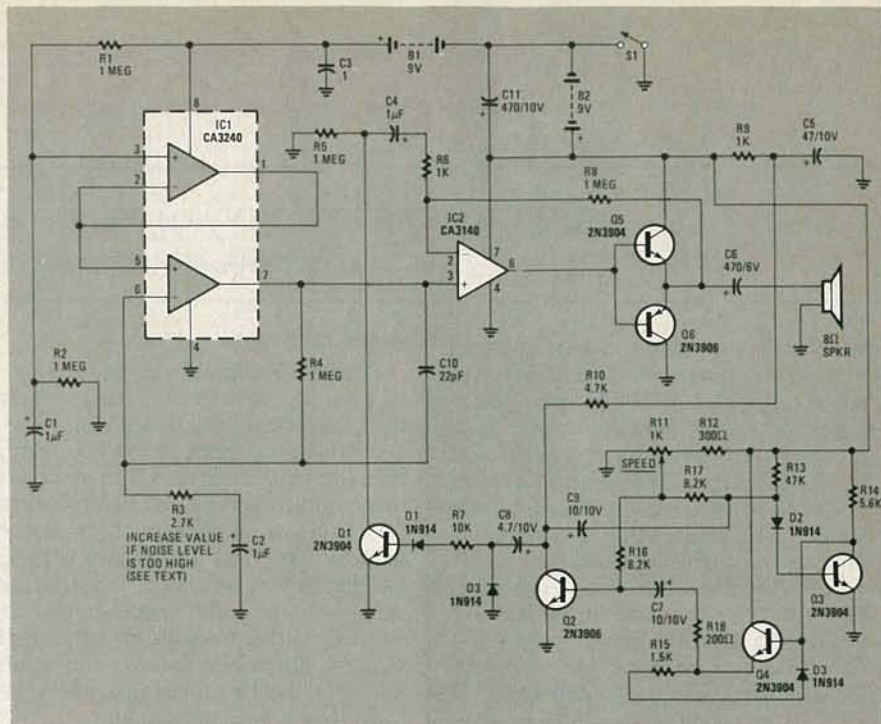 R1
1 MEG
C3
.1
B1
9V
S1
C11
470/10V
B2
9V
C4
1µF
R5
1 MEG
R6
1K
R9
1K
C5
47/10V
IC1
CA3240
8
3
2
1
5
6
7
4
+
-
+
-
R8
1 MEG
IC2
CA3140
2
3
7
4
6
-
+
Q5
2N3904
C6
470/6V
Q6
2N3906
8Ω
SPKR
R2
1 MEG
C1
1µF
R4
1 MEG
C10
22pF
R10
4.7K
R11
1K
SPEED
R12
300Ω
R17
8.2K
R13
47K
R14
5.6K
R3
2.7K
INCREASE VALUE
IF NOISE LEVEL
IS TOO HIGH
(SEE TEXT)
C2
1µF
Q1
2N3904
D1
1N914
R7
10K
C8
4.7/10V
C9
10/10V
D2
1N914
D3
1N914
Q2
2N3906
R16
8.2K
C7
10/10V
R18
200Ω
R15
1.5K
Q3
2N3904
Q4
2N3904
D3
1N914